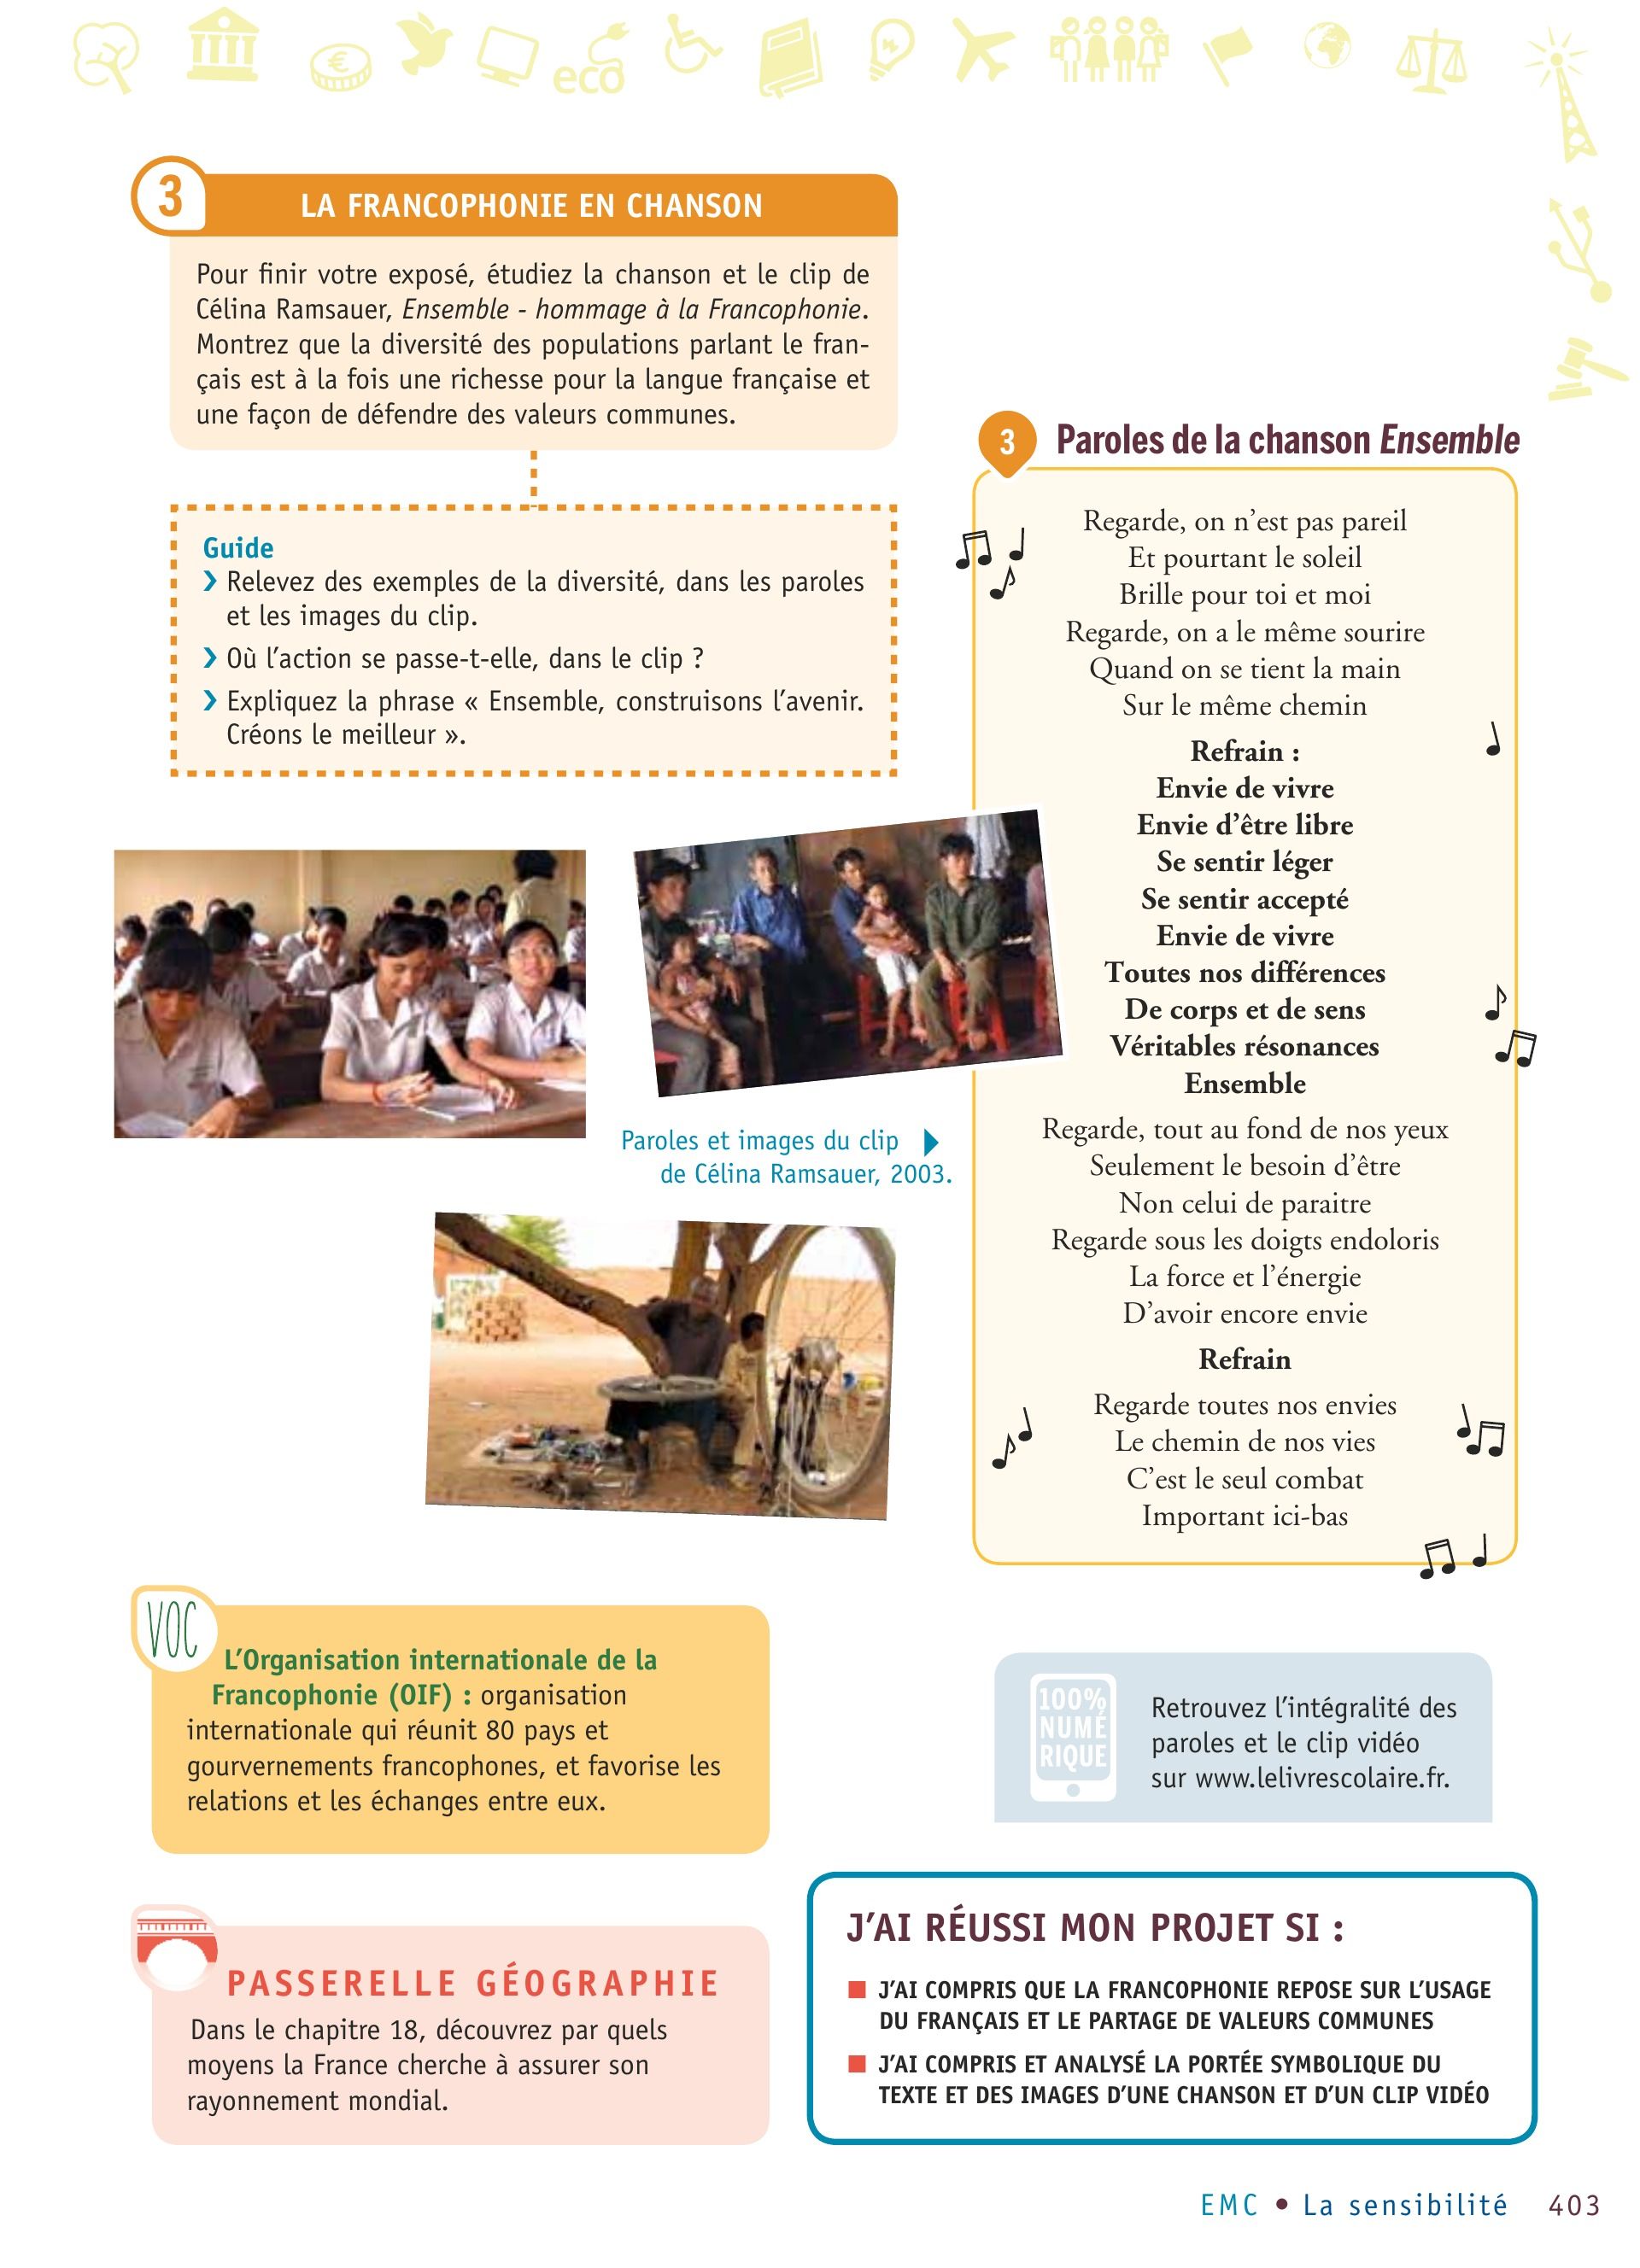 eco
3
LA FRANCOPHONIE EN CHANSON
Pour finir votre exposé, étudiez la chanson et le clip de
Célina Ramsauer, Ensemble - hommage à la Francophonie.
Montrez que la diversité des populations parlant le fran-
çais est à la fois une richesse pour la langue française et
une façon de défendre des valeurs communes.
Guide
› Relevez des exemples de la diversité, dans les paroles
et les images du clip.
› Où l’action se passe-t-elle, dans le clip ?
› Expliquez la phrase « Ensemble, construisons l’avenir.
Créons le meilleur ».
3
Paroles de la chanson Ensemble
Regarde, on n’est pas pareil
Et pourtant le soleil
Brille pour toi et moi
Regarde, on a le même sourire
Quand on se tient la main
Sur le même chemin
Refrain :
Envie de vivre
Envie d’être libre
Se sentir léger
Se sentir accepté
Envie de vivre
Toutes nos différences
De corps et de sens
Véritables résonances
Ensemble
Regarde, tout au fond de nos yeux
Seulement le besoin d’être
Non celui de paraitre
Regarde sous les doigts endoloris
La force et l’énergie
D’avoir encore envie
Refrain
Regarde toutes nos envies
Le chemin de nos vies
C’est le seul combat
Important ici-bas
Paroles et images du clip
de Célina Ramsauer, 2003.
VOC
L’Organisation internationale de la
Francophonie (OIF) : organisation
internationale qui réunit 80 pays et
gourvernements francophones, et favorise les
relations et les échanges entre eux.
100%
NUMÉ
RIQUE
Retrouvez l’intégralité des
paroles et le clip vidéo
sur www.lelivrescolaire.fr.
PASSERELLE GÉOGRAPHIE
Dans le chapitre 18, découvrez par quels
moyens la France cherche à assurer son
rayonnement mondial.
J’AI RÉUSSI MON PROJET SI :
J’AI COMPRIS QUE LA FRANCOPHONIE REPOSE SUR L’USAGE
DU FRANÇAIS ET LE PARTAGE DE VALEURS COMMUNES
J’AI COMPRIS ET ANALYSÉ LA PORTÉE SYMBOLIQUE DU
TEXTE ET DES IMAGES D’UNE CHANSON ET D’UN CLIP VIDÉO
EMC • La sensibilité 403